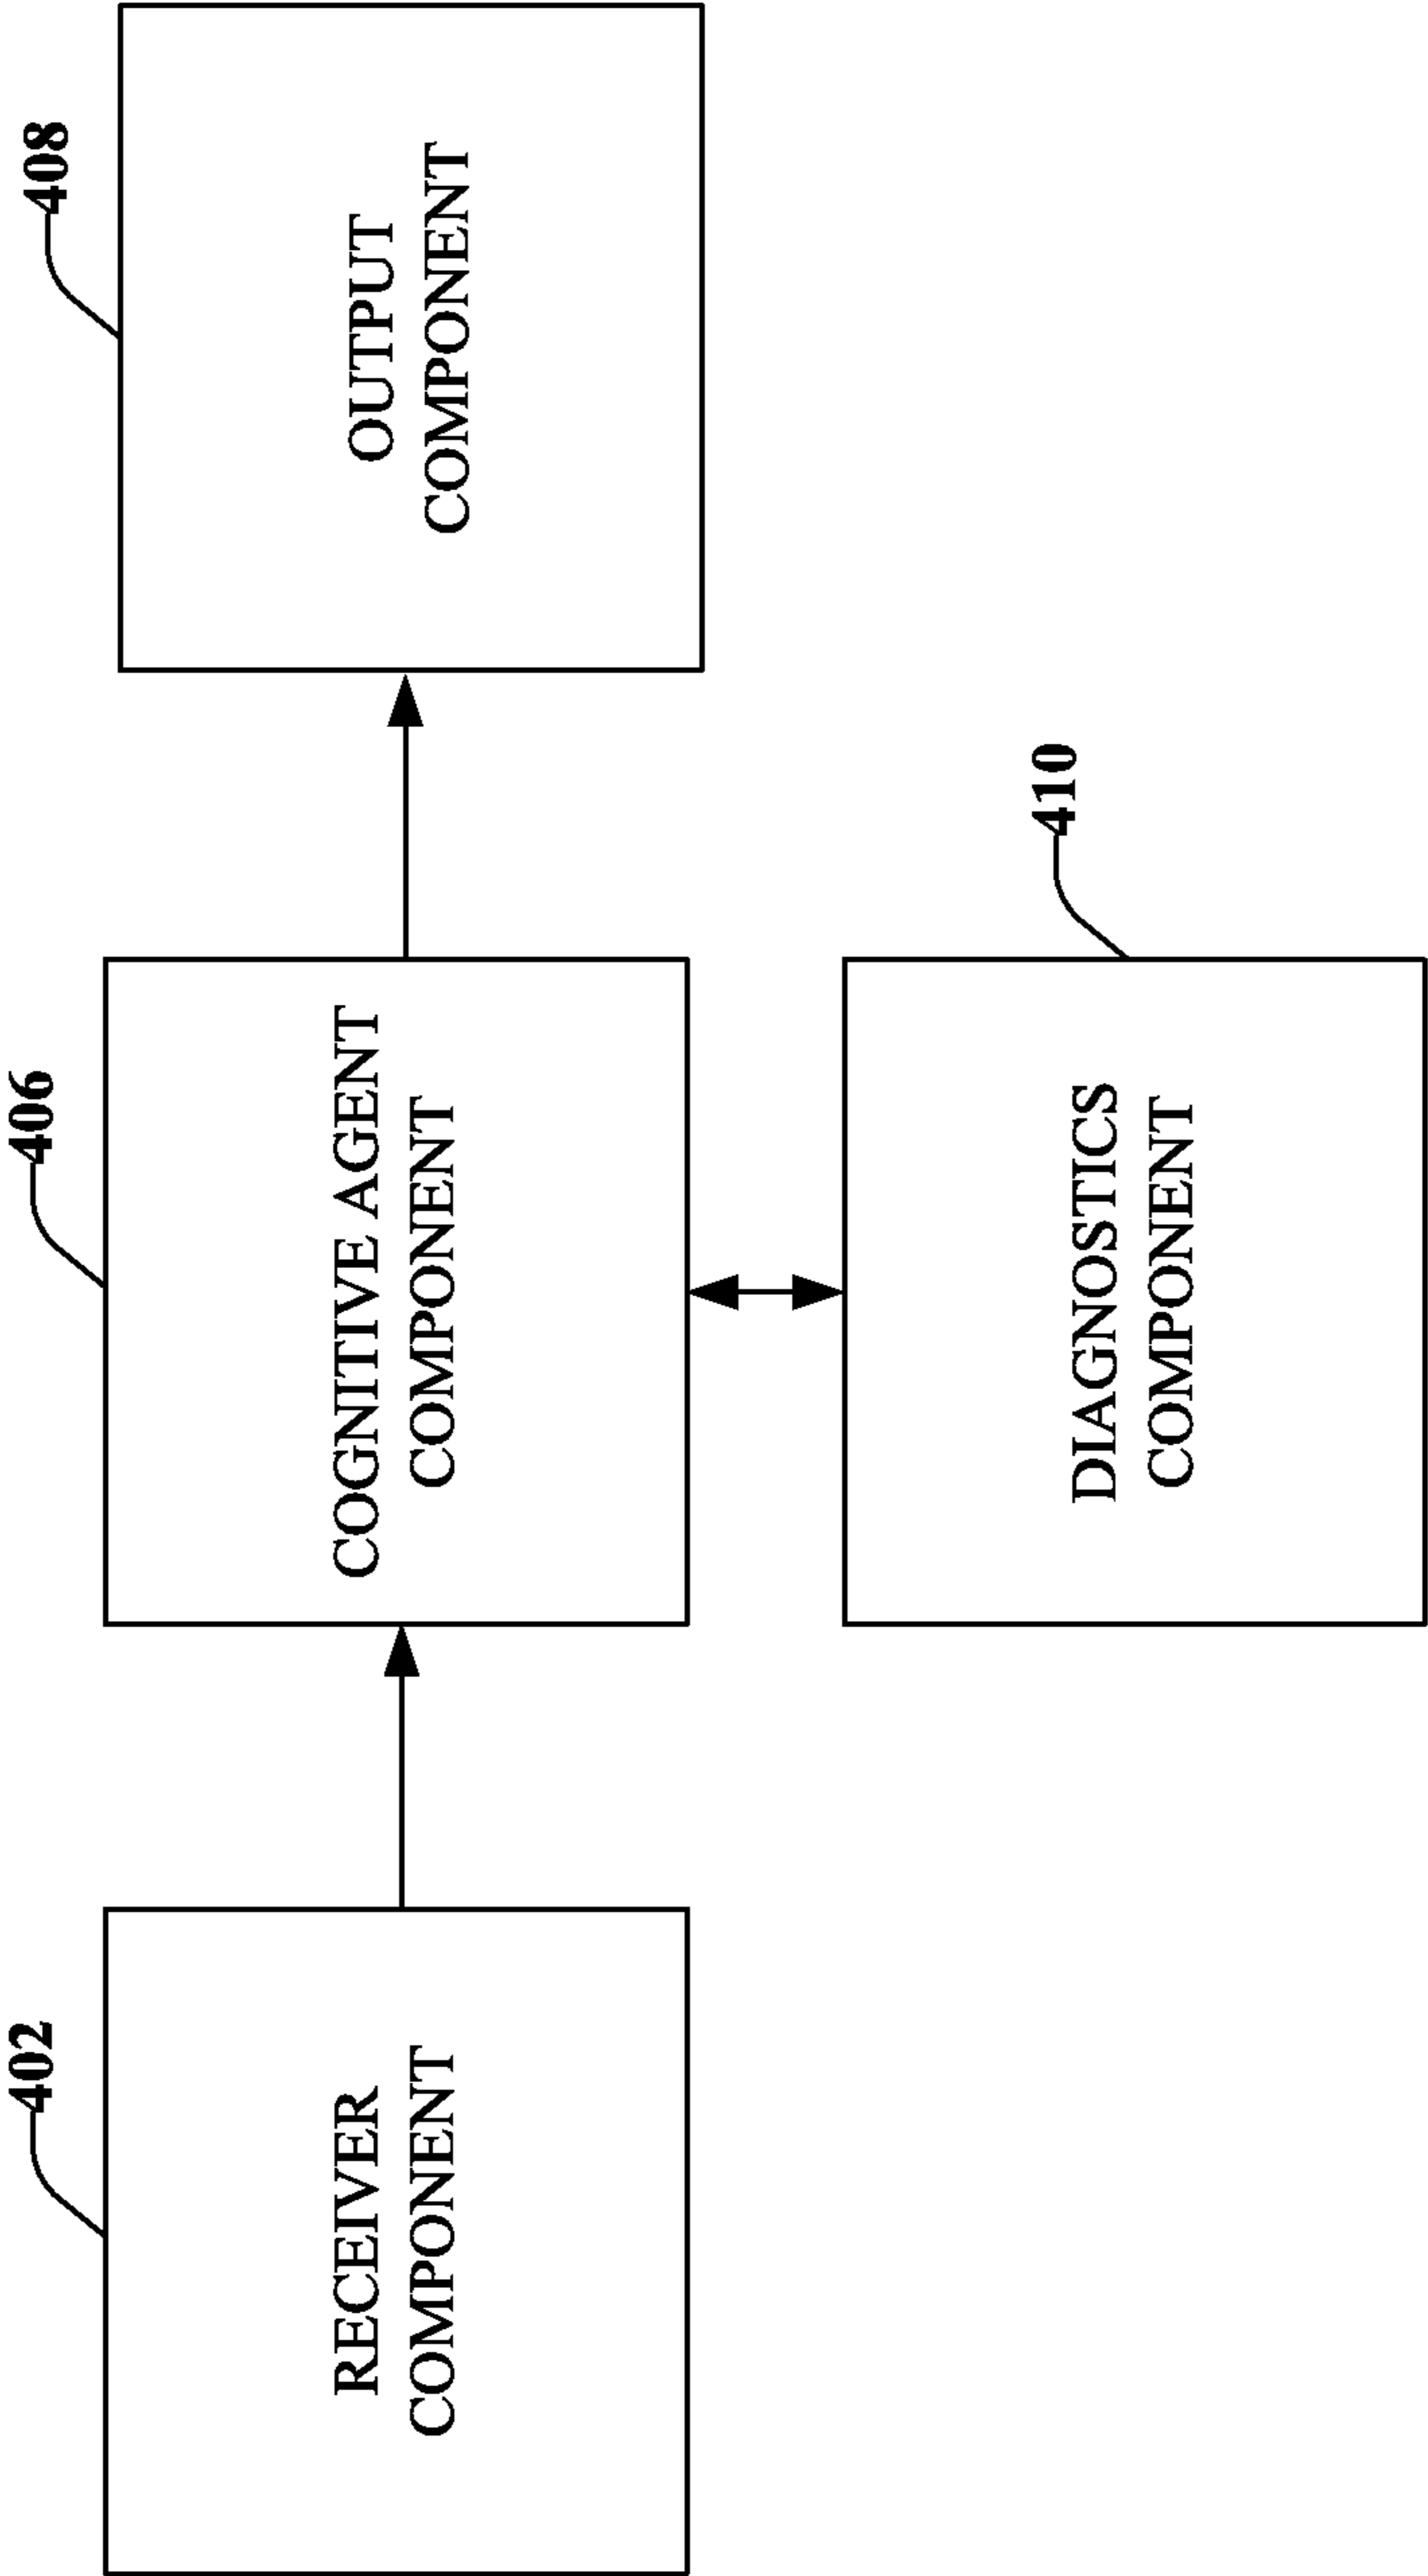 402
RECEIVER
COMPONENT
406
COGNITIVE AGENT
COMPONENT
408
OUTPUT
COMPONENT
410
DIAGNOSTICS
COMPONENT